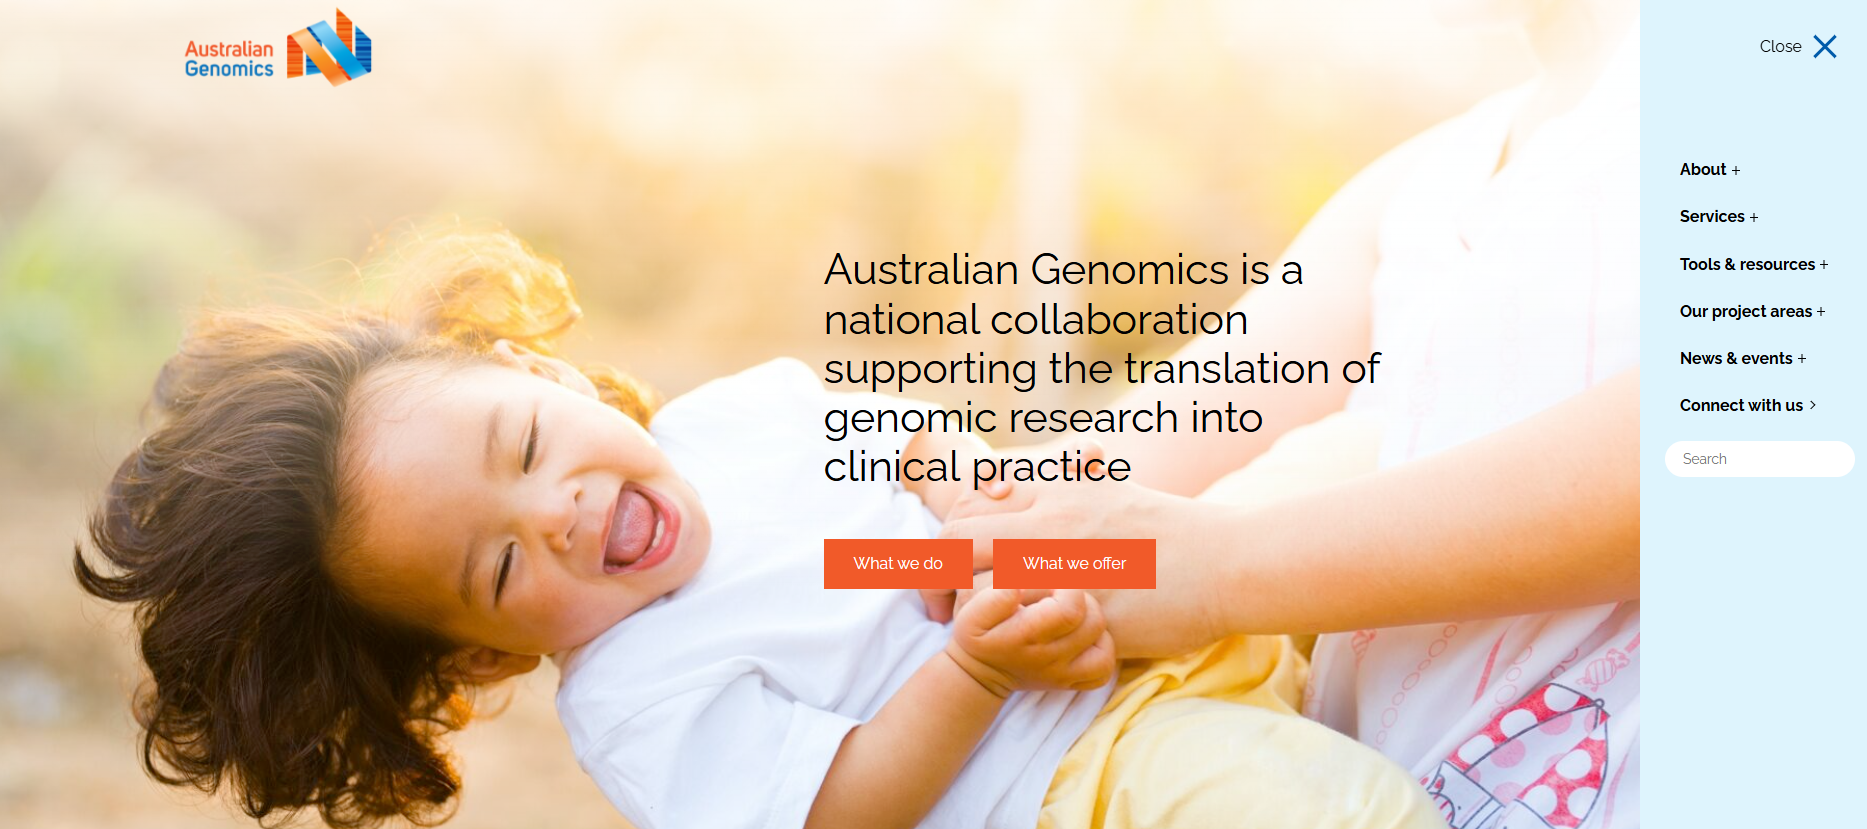 Australian
Genomics
Close
About +
Services +
Tools & resources +
Our project areas +
News & events +
Connect with us >
Search
Australian Genomics is a
national collaboration
supporting the translation of
genomic research into
clinical practice
What we do
What we offer